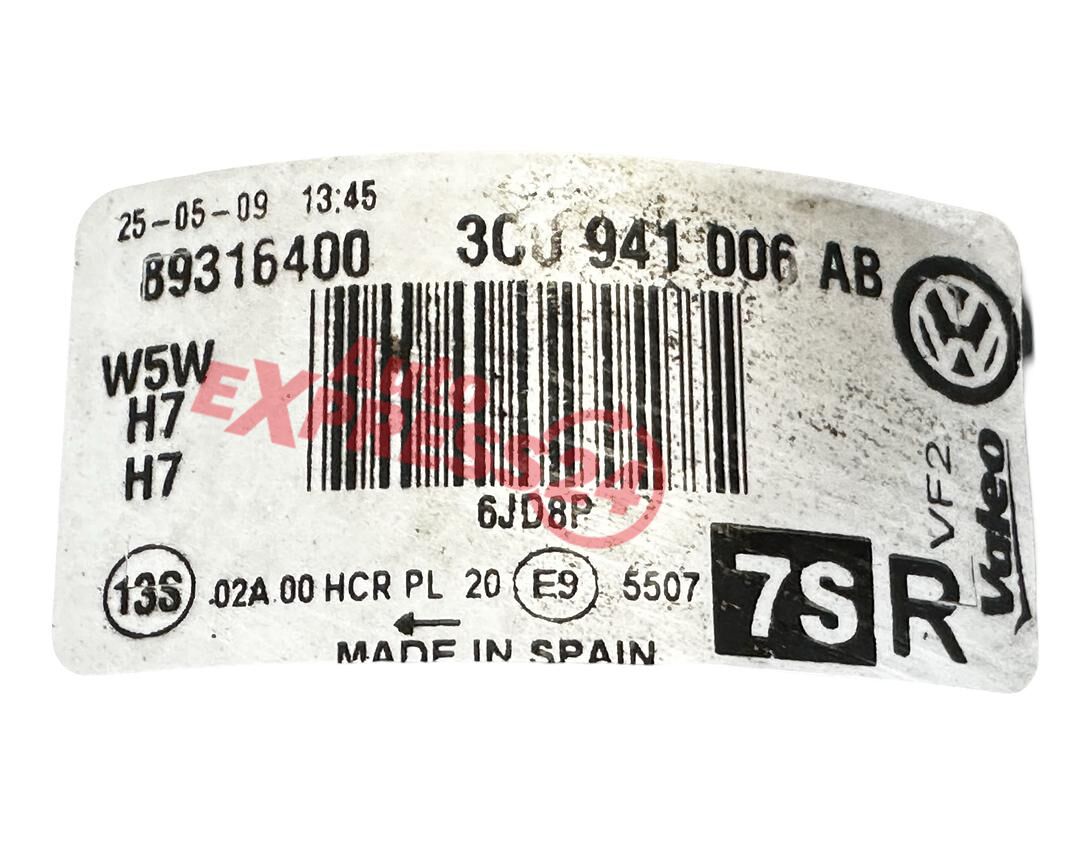 25-05-09 13:45
89316400 3C0 941 006 AB
W5W
H7
H7
Auto
EXPRESS24
6JD8P
VF2
Valeo
13S .02A.00 HCR PL 20 E9 5507 7S R
MADE IN SPAIN